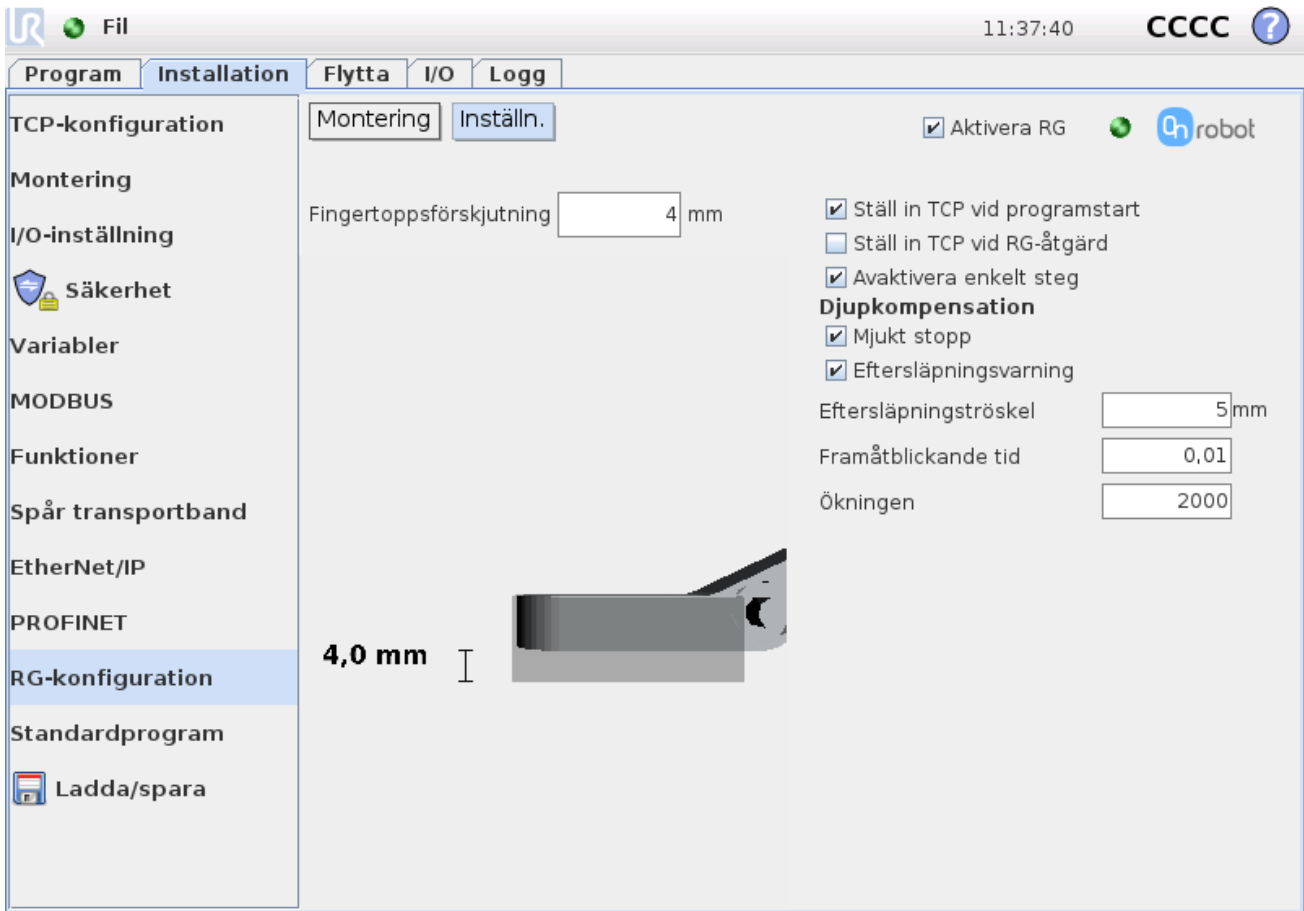 UR Fil 11:37:40 CCCC ?
Program Installation Flytta I/O Logg
TCP-konfiguration
Montering
I/O-inställning
Säkerhet
Variabler
MODBUS
Funktioner
Spår transportband
EtherNet/IP
PROFINET
RG-konfiguration
Standardprogram
Ladda/spara
Montering Inställn.
Aktivera RG
On robot
Fingertoppsförskjutning 4 mm
4,0 mm
Ställ in TCP vid programstart
Ställ in TCP vid RG-åtgärd
Avaktivera enkelt steg
Djupkompensation
Mjukt stopp
Eftersläpningsvarning
Eftersläpningströskel 5 mm
Framåtblickande tid 0,01
Ökningen 2000